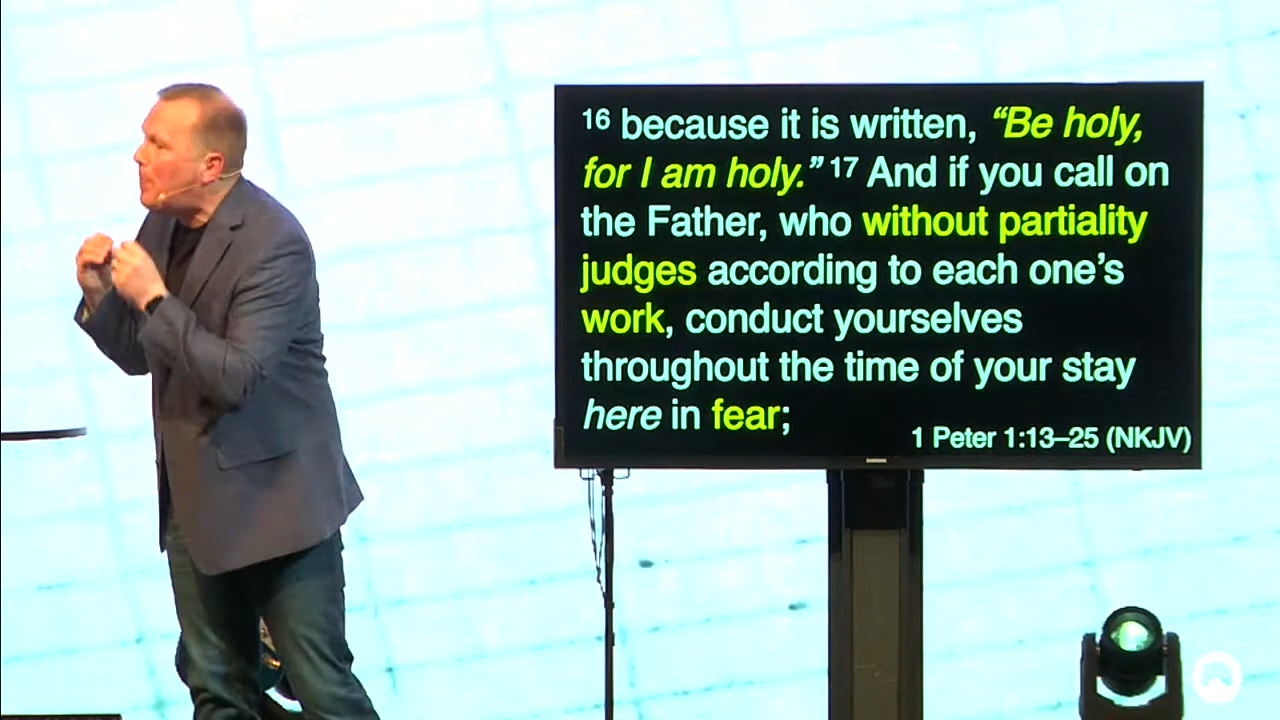 16 because it is written, “Be holy,
for I am holy.” 17 And if you call on
the Father, who without partiality
judges according to each one’s
work, conduct yourselves
throughout the time of your stay
here in fear;
1 Peter 1:13–25 (NKJV)